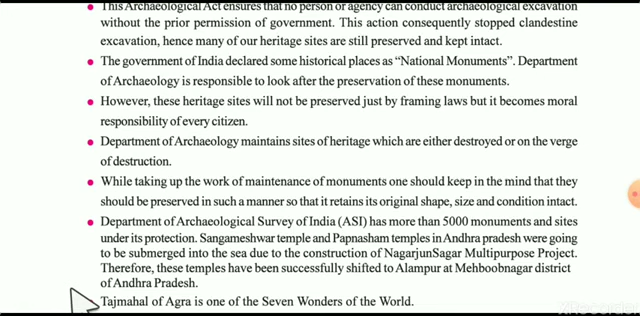 This Archaeological Act ensures that no person or agency can conduct archaeological excavation
without the prior permission of government. This action consequently stopped clandestine
excavation, hence many of our heritage sites are still preserved and kept intact.
The government of India declared some historical places as “National Monuments”. Department
of Archaeology is responsible to look after the preservation of these monuments.
However, these heritage sites will not be preserved just by framing laws but it becomes moral
responsibility of every citizen.
Department of Archaeology maintains sites of heritage which are either destroyed or on the verge
of destruction.
While taking up the work of maintenance of monuments one should keep in the mind that they
should be preserved in such a manner so that it retains its original shape, size and condition intact.
Department of Archaeological Survey of India (ASI) has more than 5000 monuments and sites
under its protection. Sangameshwar temple and Papnasham temples in Andhra pradesh were going
to be submerged into the sea due to the construction of NagarjunSagar Multipurpose Project.
Therefore, these temples have been successfully shifted to Alampur at Mehboobnagar district
of Andhra Pradesh.
Tajmahal of Agra is one of the Seven Wonders of the World.